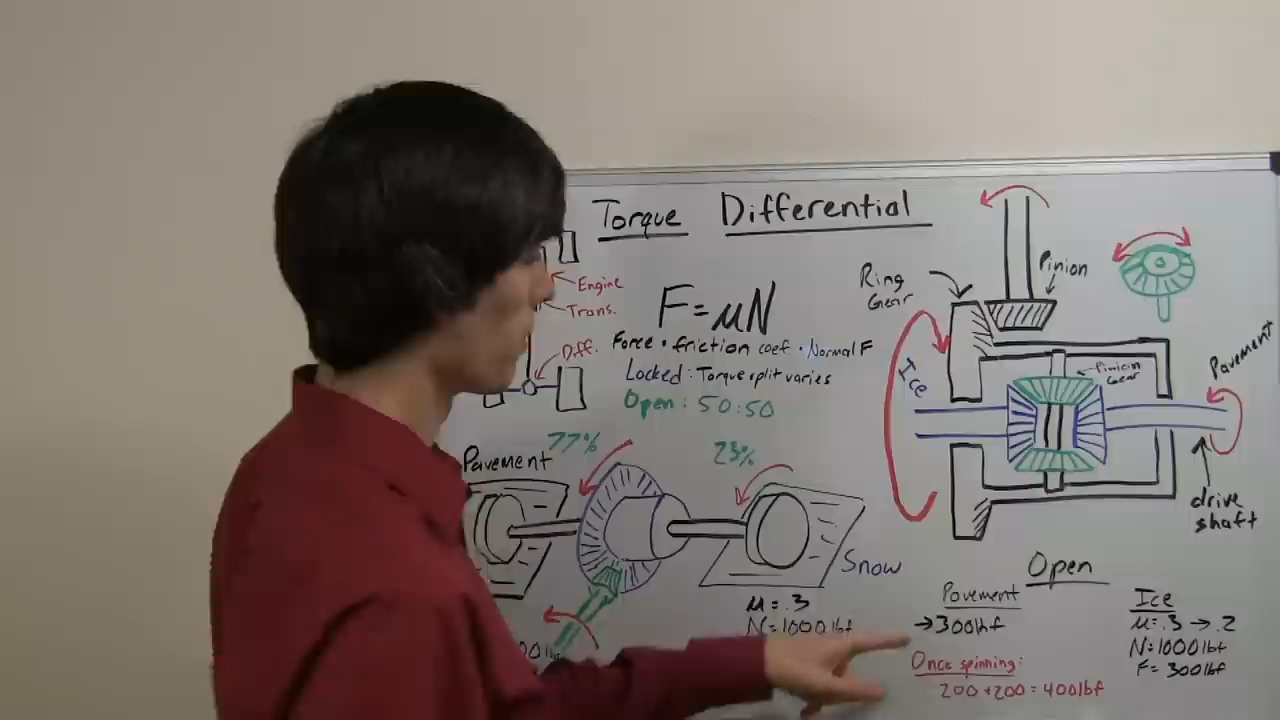 Torque Differential
Engine
Trans.
Diff.
F=μN
Force · friction coef. · Normal F
Locked: Torque split varies
Open: 50:50
Pavement
77%
23%
Snow
μ=.3
N=1000lbf
Ring
Gear
Pinion
Pinion
Gear
Ice
Pavement
drive
shaft
Open
Pavement
→300lbf
Once spinning:
200+200=400lbf
Ice
μ=.3→.2
N=1000lbf
F=300lbf